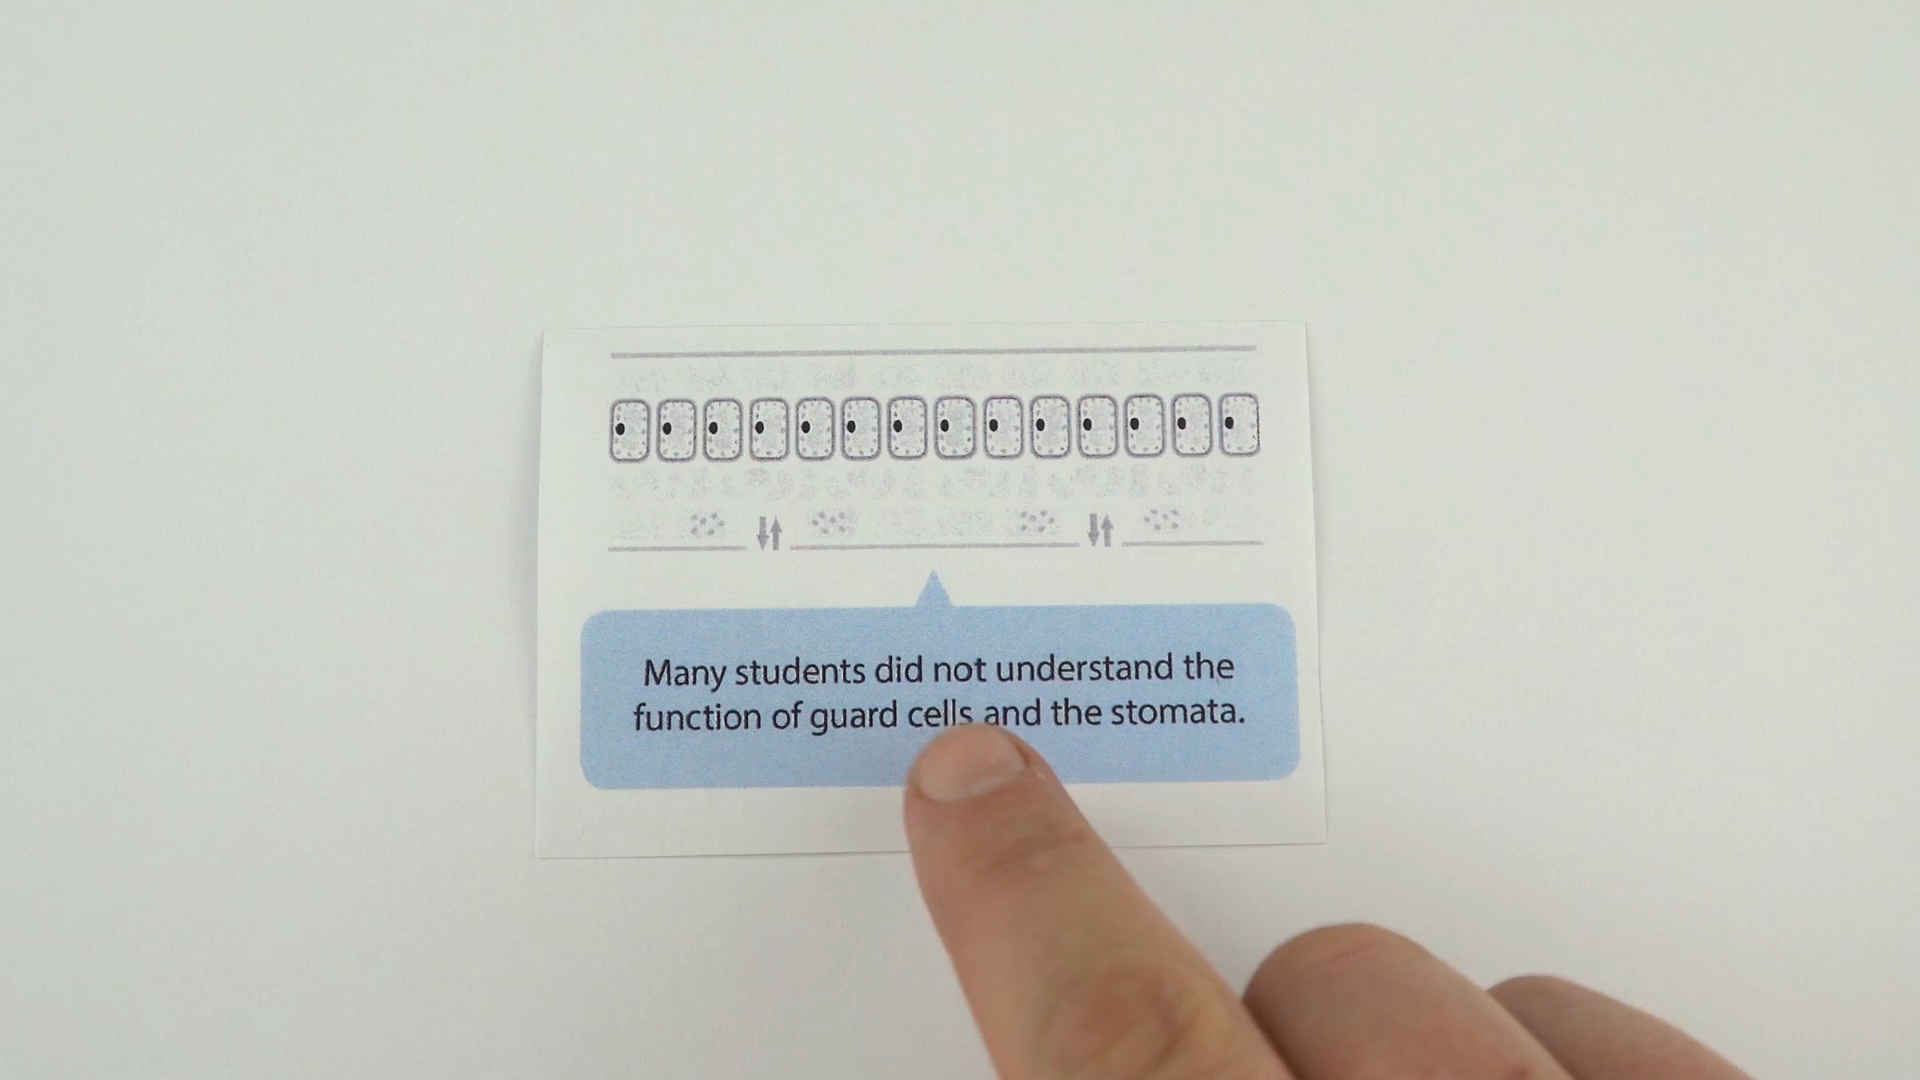 Many students did not understand the
function of guard cells and the stomata.